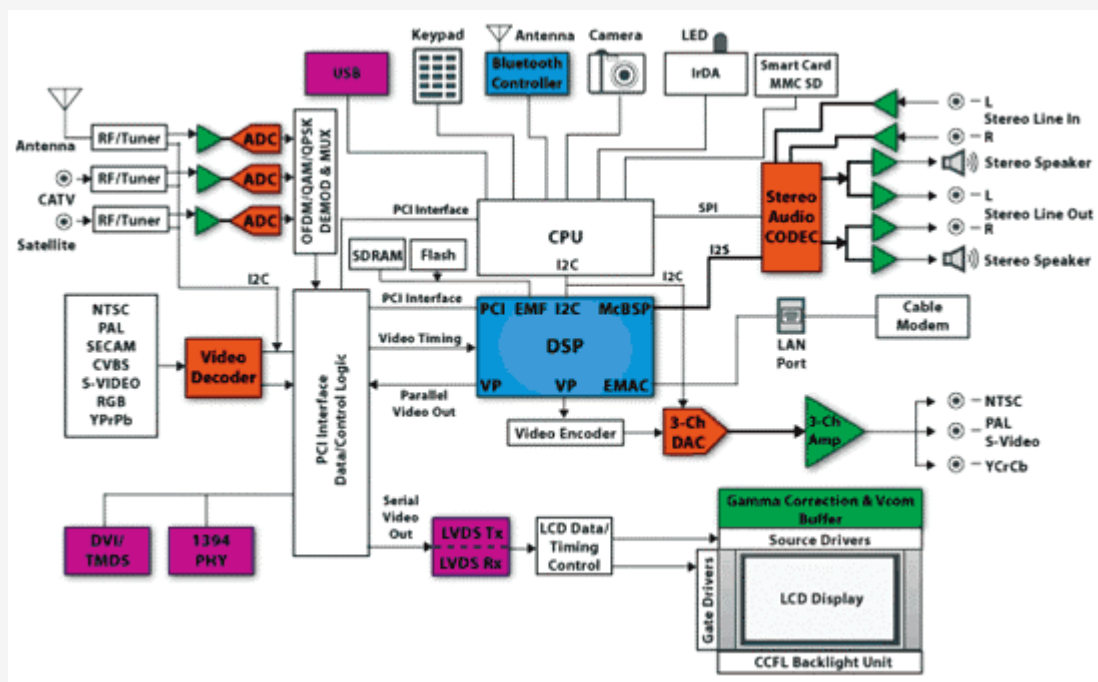 Keypad
Antenna
Camera
LED
USB
Bluetooth
Controller
IrDA
Smart Card
MMC SD
Antenna
RF/Tuner
ADC
CATV
RF/Tuner
ADC
Satellite
RF/Tuner
ADC
OFDM/QAM/QPSK
DEMOD & MUX
L
Stereo Line In
R
Stereo Speaker
L
Stereo Line Out
R
Stereo Speaker
Stereo
Audio
CODEC
PCI Interface
CPU
I2C
SPI
I2S
SDRAM
Flash
I2C
I2C
PCI Interface
PCI
EMF
I2C
McBSP
DSP
VP
VP
EMAC
Video Timing
Parallel
Video Out
LAN
Port
Cable
Modem
NTSC
PAL
SECAM
CVBS
S-VIDEO
RGB
YPrPb
Video
Decoder
PCI Interface
Data/Control Logic
Video Encoder
3-Ch
DAC
3-Ch
Amp
NTSC
PAL
S-Video
YCrCb
DVI/
TMDS
1394
PHY
Serial
Video
Out
LVDS Tx
LVDS Rx
LCD Data/
Timing
Control
Gamma Correction & Vcom
Buffer
Source Drivers
Gate Drivers
LCD Display
CCFL Backlight Unit